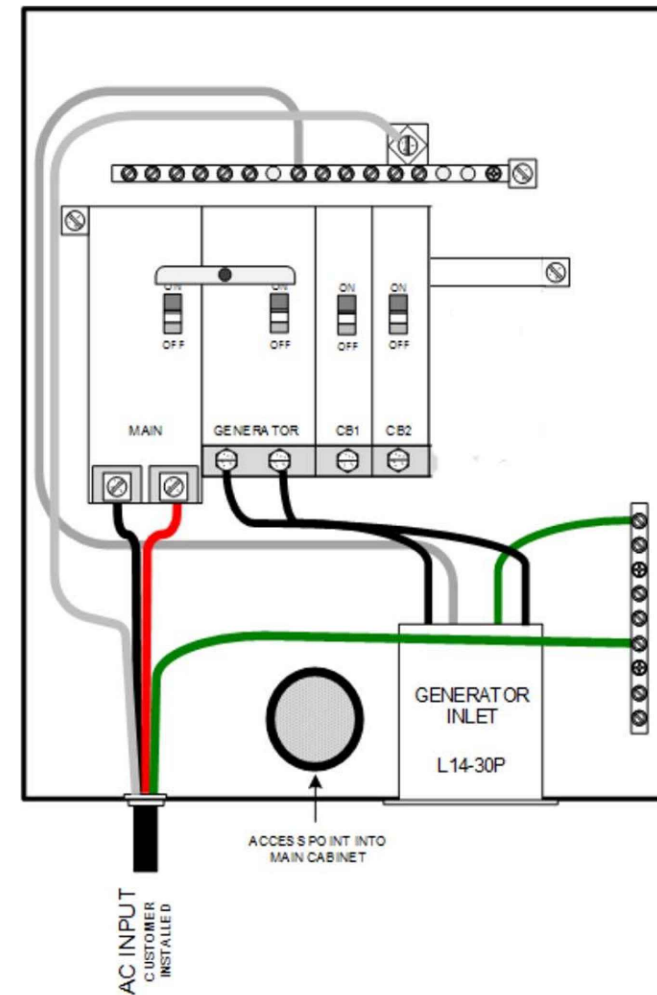 ON
ON
ON
ON
OFF
OFF
OFF
OFF
MAIN
GENERATOR
CB1
CB2
GENERATOR
INLET
L14-30P
ACCESS POINT INTO
MAIN CABINET
AC INPUT
CUSTOMER
INSTALLED